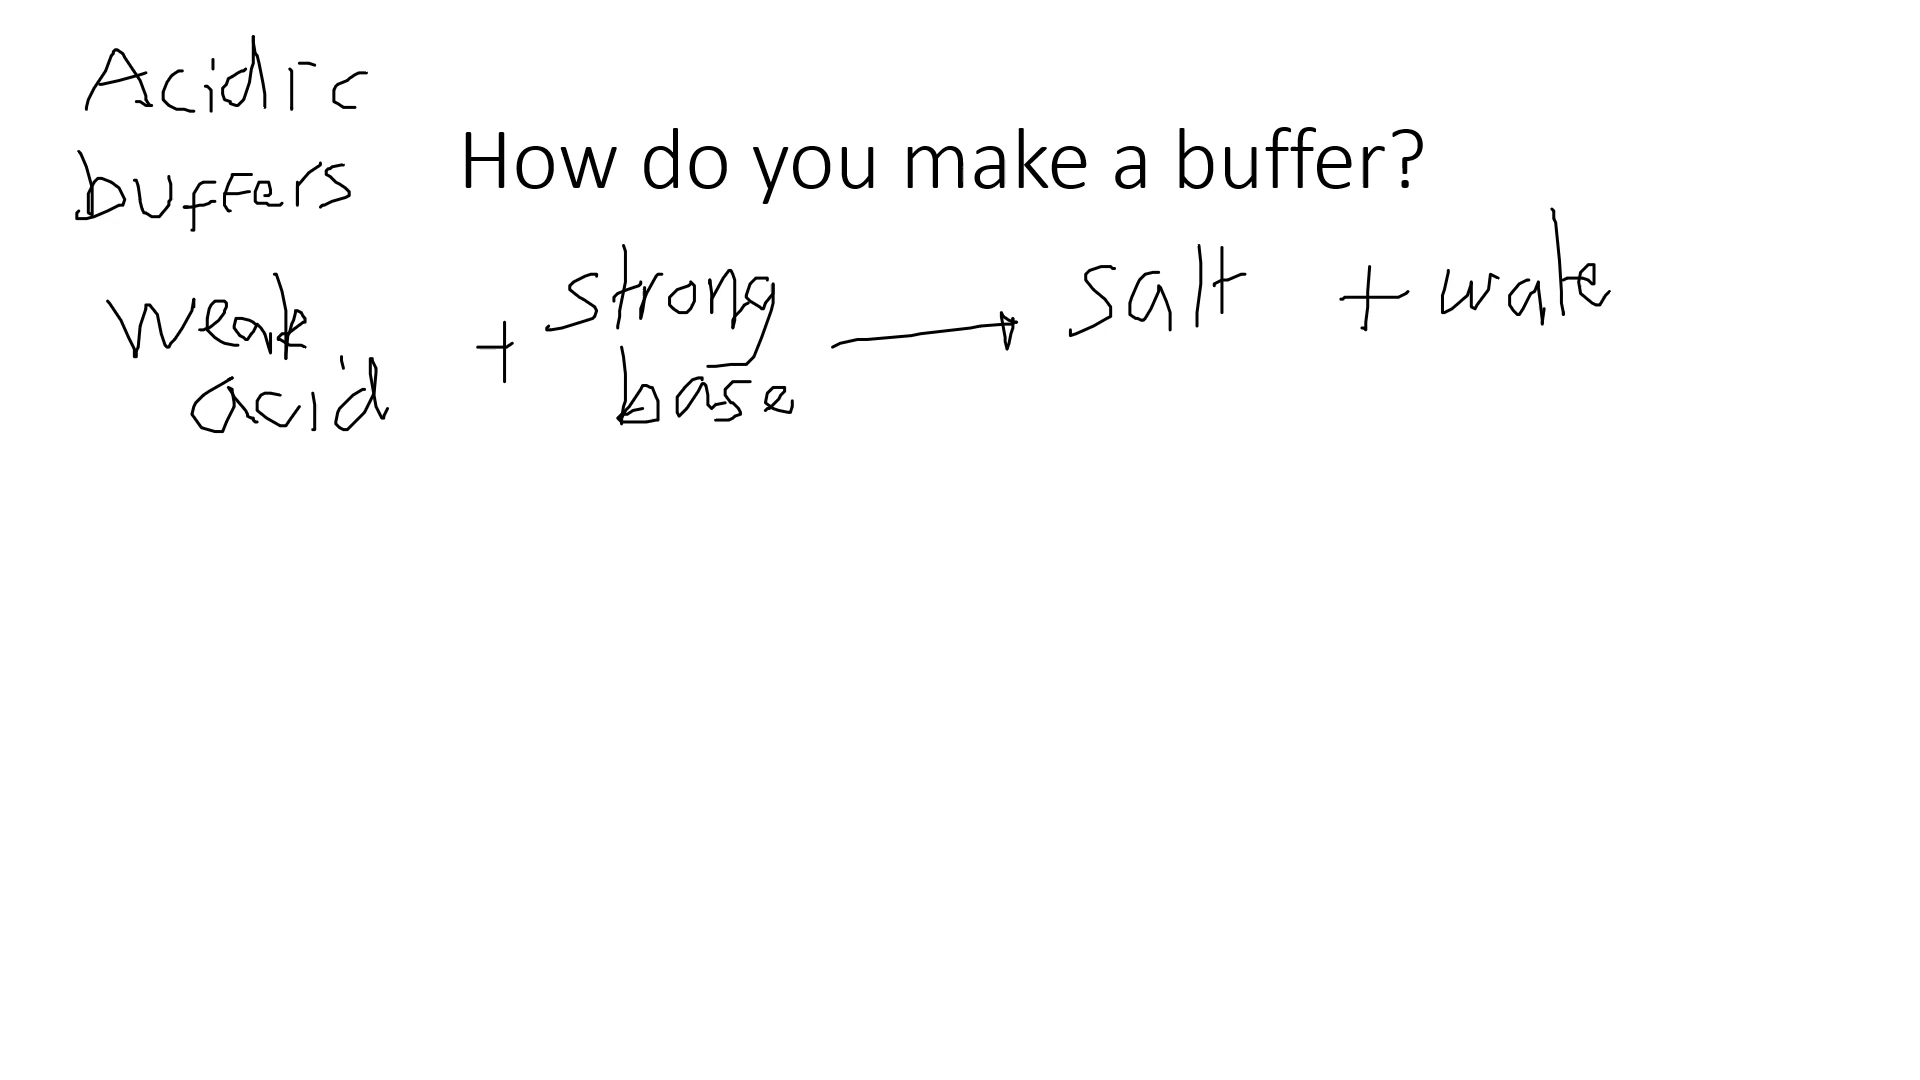 Acidic
buffers
How do you make a buffer?
weak
acid
+ strong
base
→ salt + wate